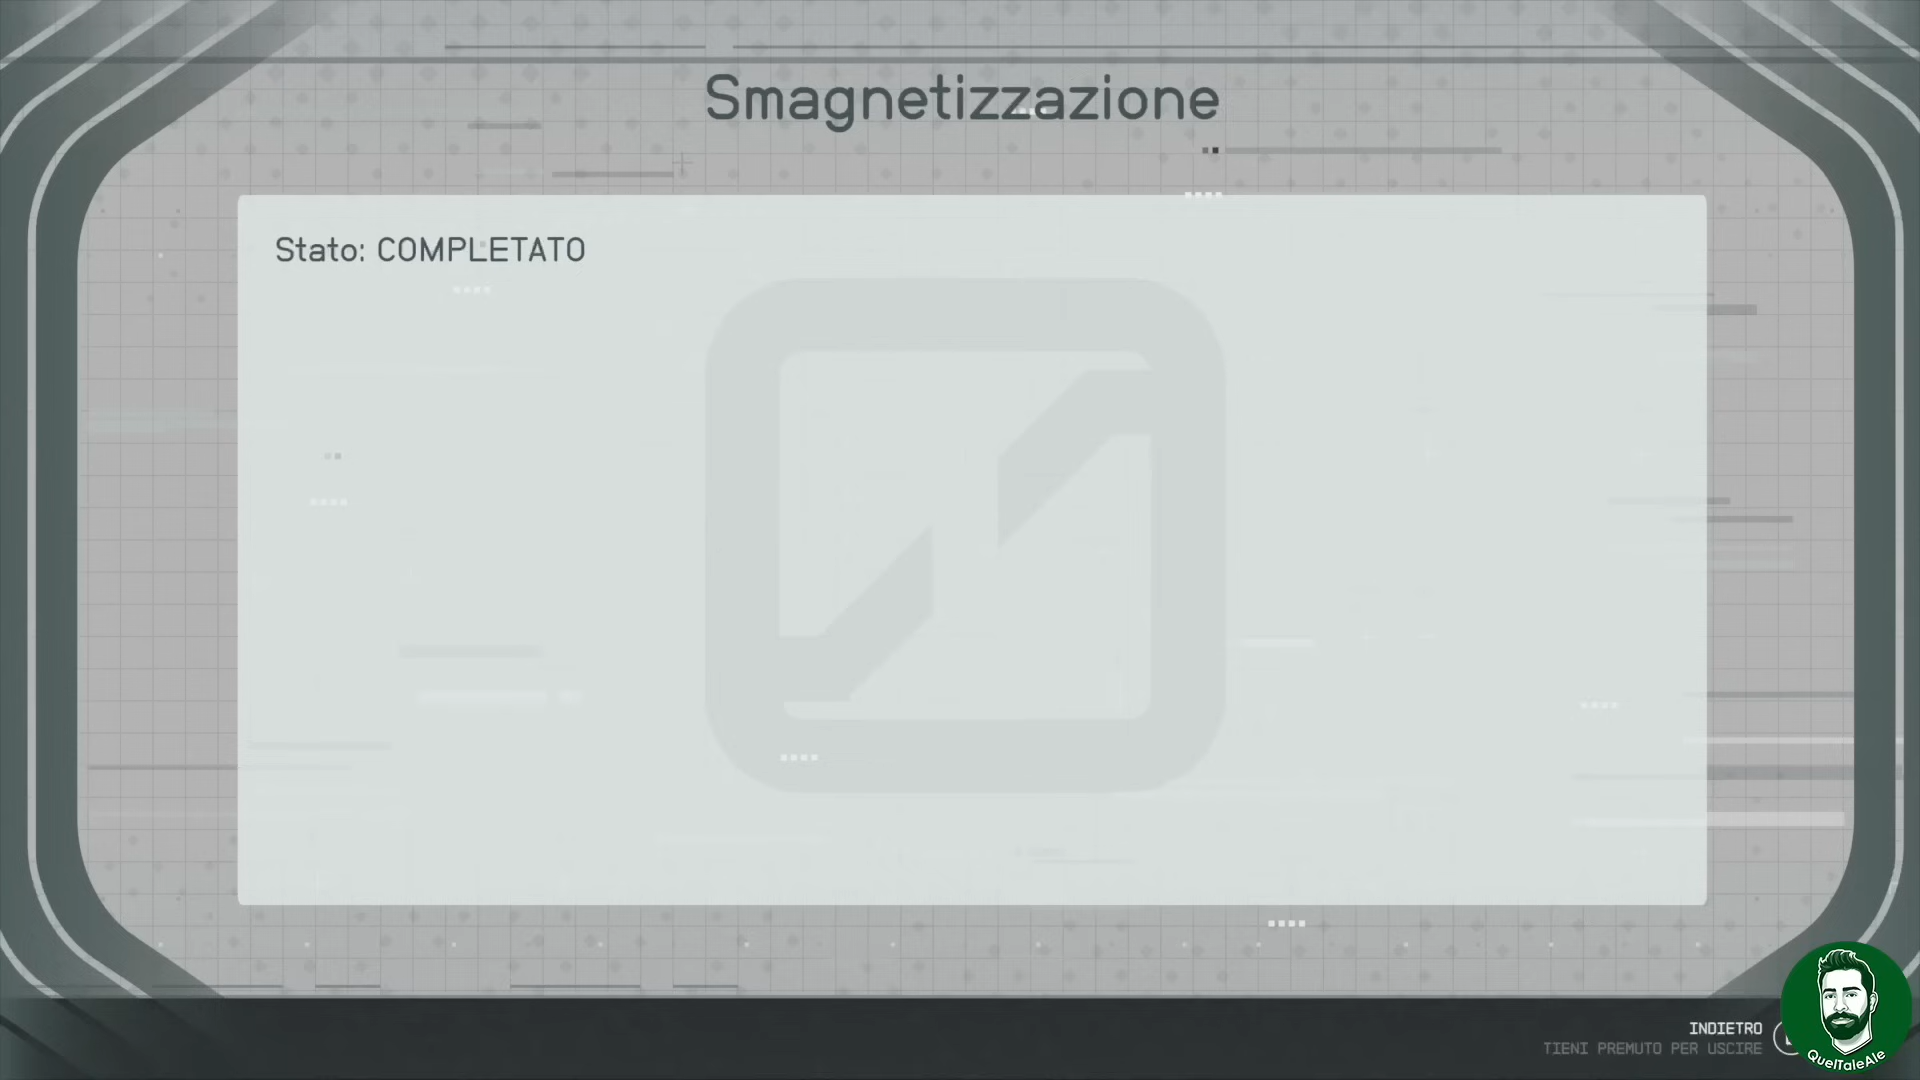 Smagnetizzazione
Stato: COMPLETATO
INDIETRO
TIENI PREMUTO PER USCIRE
QuelTaleAle